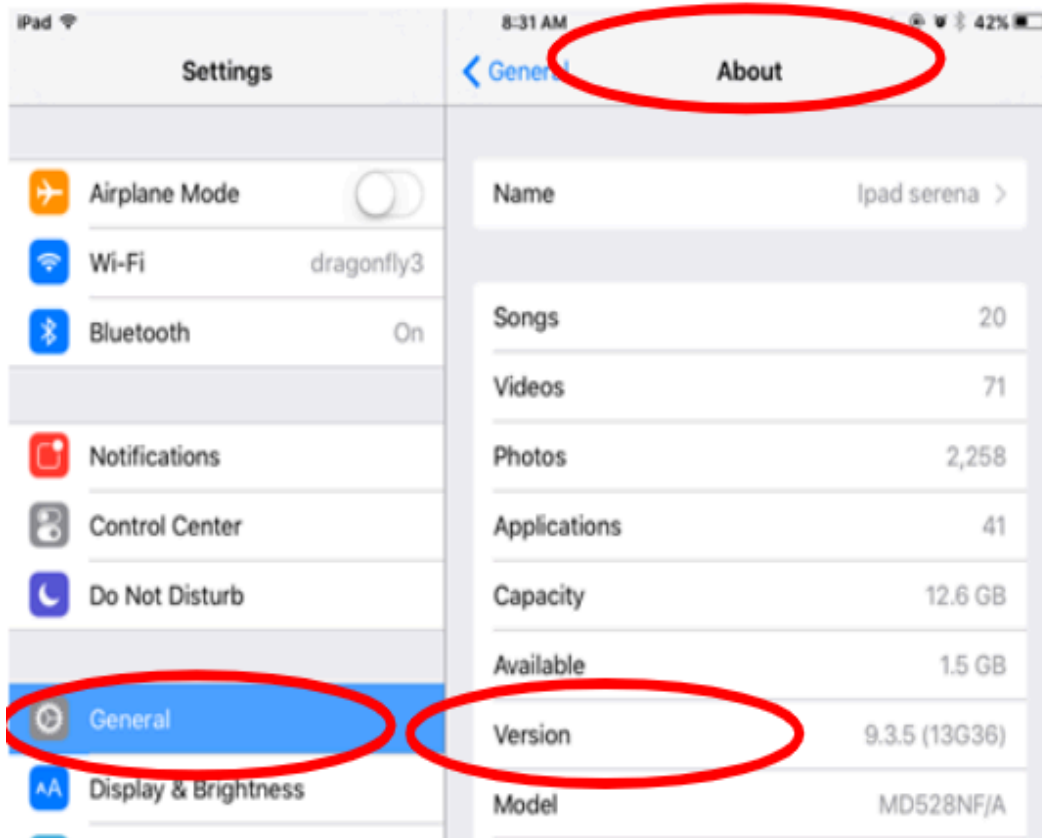 iPad
8:31 AM
42%
Settings
General
About
Airplane Mode
Wi-Fi dragonfly3
Bluetooth On
Notifications
Control Center
Do Not Disturb
General
AA Display & Brightness
Name Ipad serena
Songs 20
Videos 71
Photos 2,258
Applications 41
Capacity 12.6 GB
Available 1.5 GB
Version 9.3.5 (13G36)
Model MD528NF/A